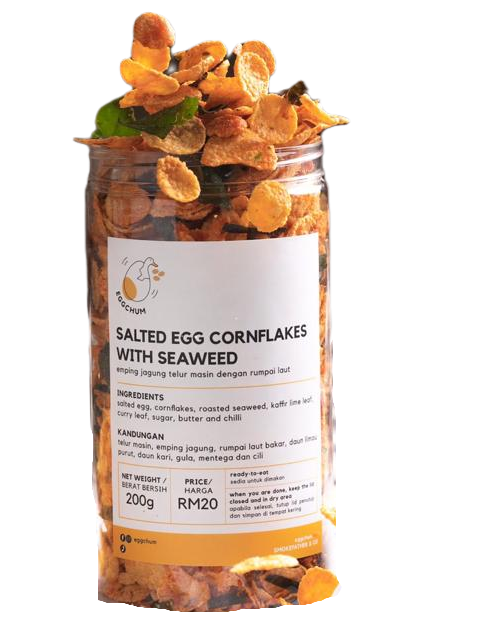 EGGCHUM
SALTED EGG CORNFLAKES
WITH SEAWEED
emping jagung telur masin dengan rumpai laut
INGREDIENTS
salted egg, cornflakes, roasted seaweed, kaffir lime leaf,
curry leaf, sugar, butter and chilli
KANDUNGAN
telur masin, emping jagung, rumpai laut bakar, daun limau
purut, daun kari, gula, mentega dan cili
NET WEIGHT /
BERAT BERSIH
200g
PRICE/
HARGA
RM20
ready-to-eat
sedia untuk dimakan
when you are done, keep the lid
closed and in dry area
apabila selesai, tutup lid penutup
dan simpan di tempat kering
eggchum
eggchum
SMOKEFATHER & CO